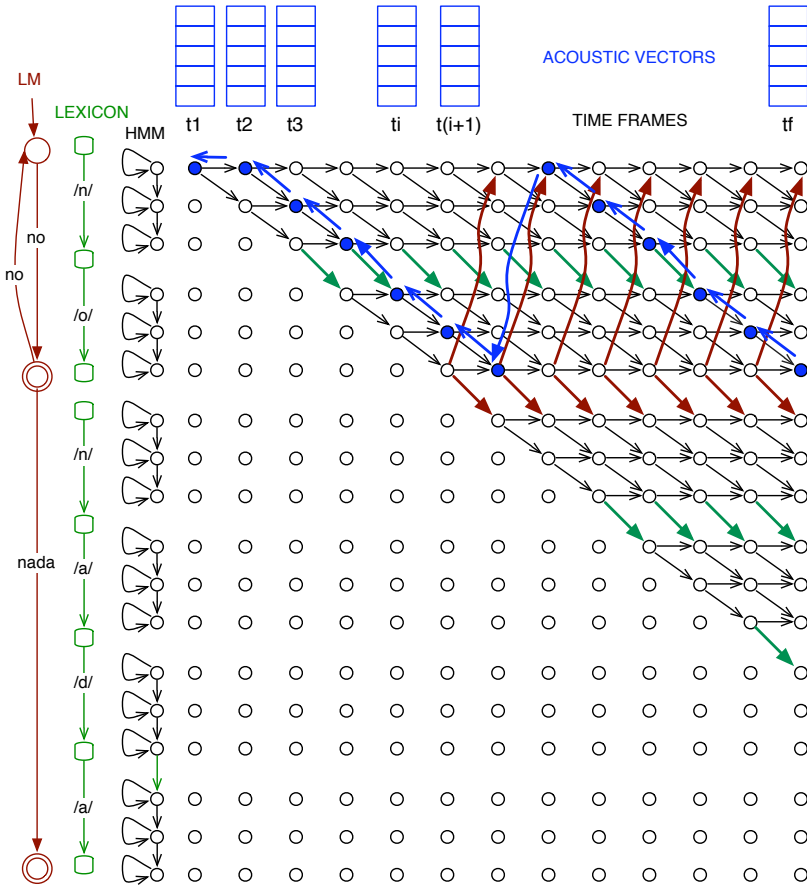 ACOUSTIC VECTORS
LM
LEXICON
HMM
t1
t2
t3
ti
t(i+1)
TIME FRAMES
tf
/n/
no
no
/o/
/n/
nada
/a/
/d/
/a/